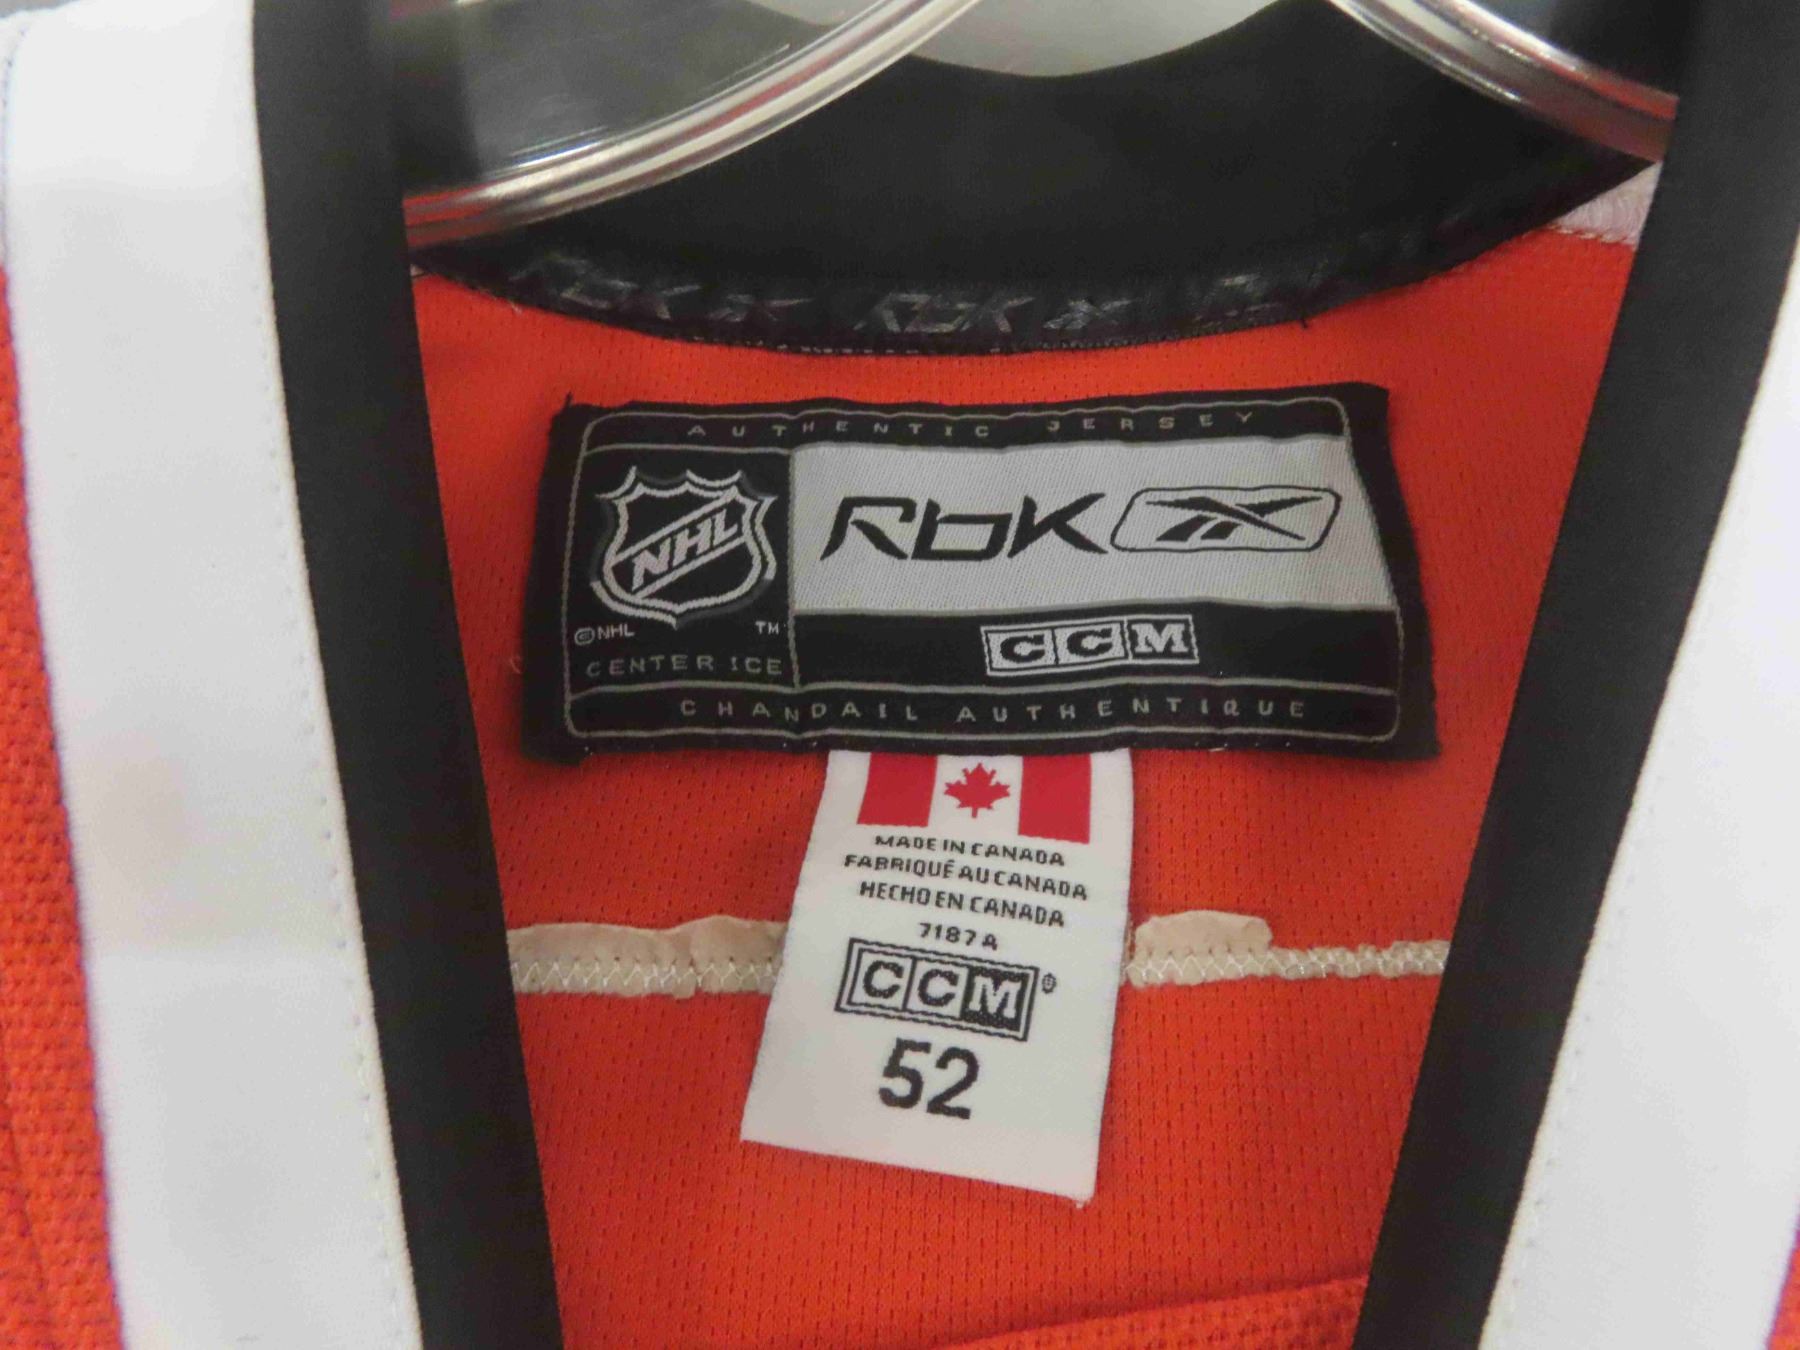 RbK RbK
AUTHENTIC JERSEY
NHL
RbK
©NHL TM
CCM
CENTER ICE
CHANDAIL AUTHENTIQUE
MADE IN CANADA
FABRIQUÉ AU CANADA
HECHO EN CANADA
7187A
CCM®
52